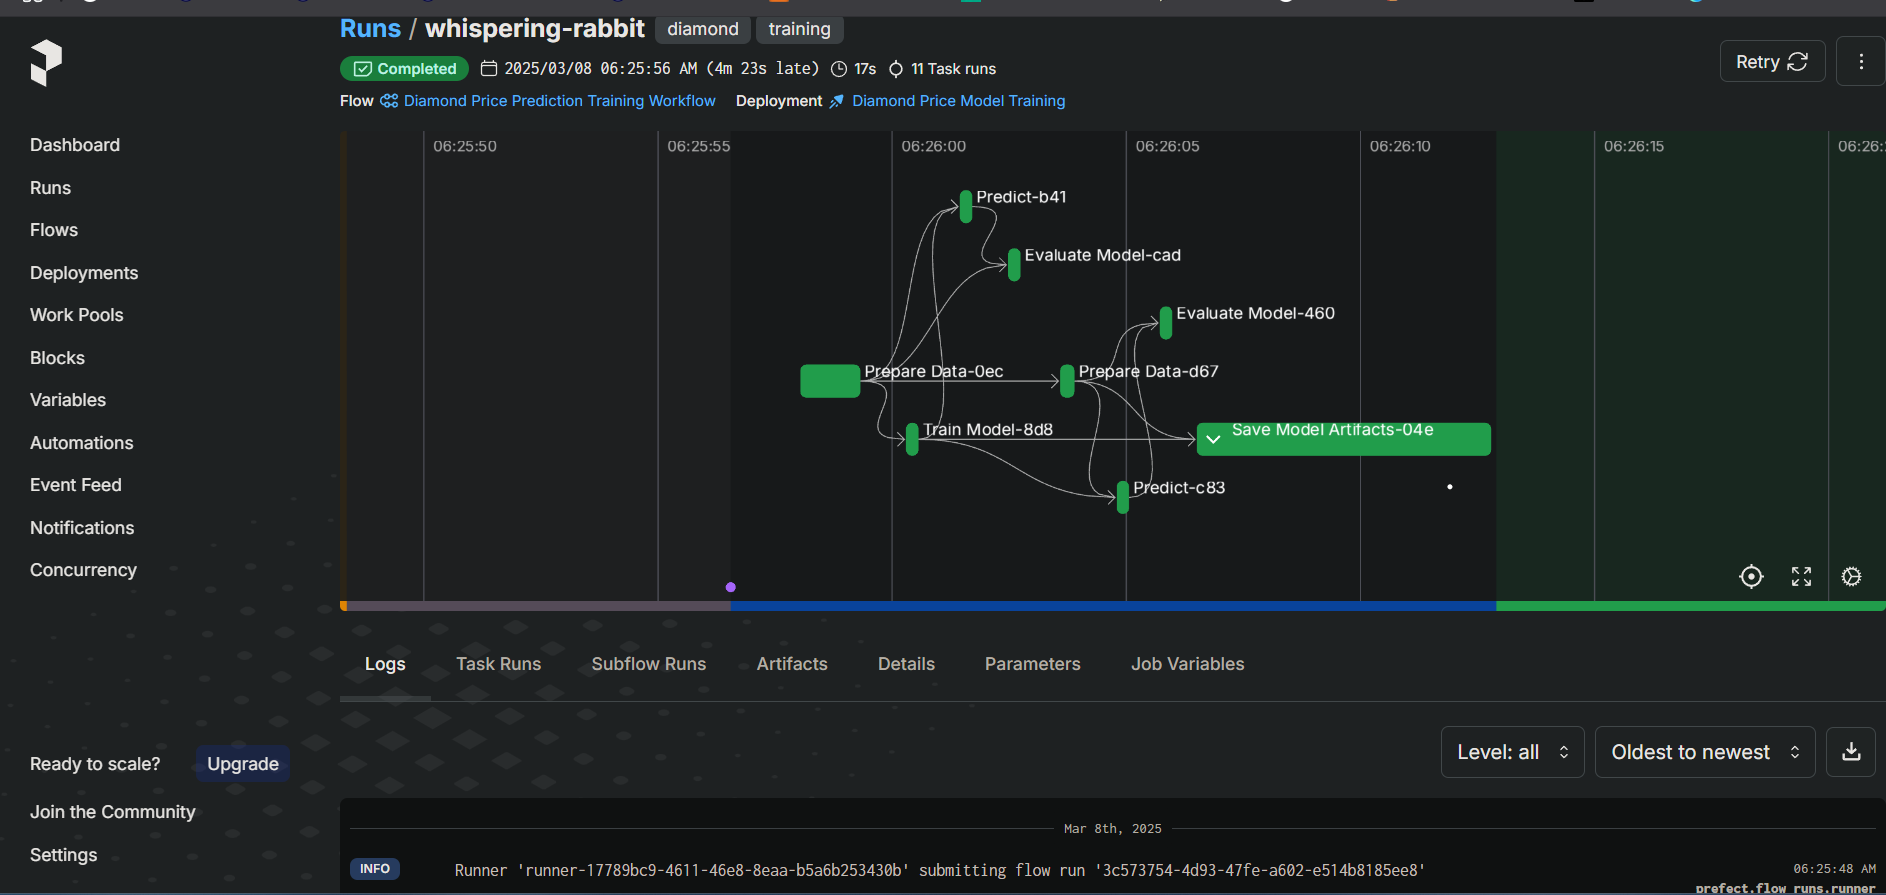 Runs / whispering-rabbit diamond training
Completed 2025/03/08 06:25:56 AM (4m 23s late) 17s 11 Task runs
Retry
Flow Diamond Price Prediction Training Workflow Deployment Diamond Price Model Training
Dashboard
Runs
Flows
Deployments
Work Pools
Blocks
Variables
Automations
Event Feed
Notifications
Concurrency
Ready to scale? Upgrade
Join the Community
Settings
06:25:50 06:25:55 06:26:00 06:26:05 06:26:10 06:26:15 06:26:
Predict-b41
Evaluate Model-cad
Evaluate Model-460
Prepare Data-0ec Prepare Data-d67
Train Model-8d8 Save Model Artifacts-04e
Predict-c83
Logs Task Runs Subflow Runs Artifacts Details Parameters Job Variables
Level: all Oldest to newest
Mar 8th, 2025
INFO Runner 'runner-17789bc9-4611-46e8-8eaa-b5a6b253430b' submitting flow run '3c573754-4d93-47fe-a602-e514b8185ee8' 06:25:48 AM
prefect.flow_runs.runner